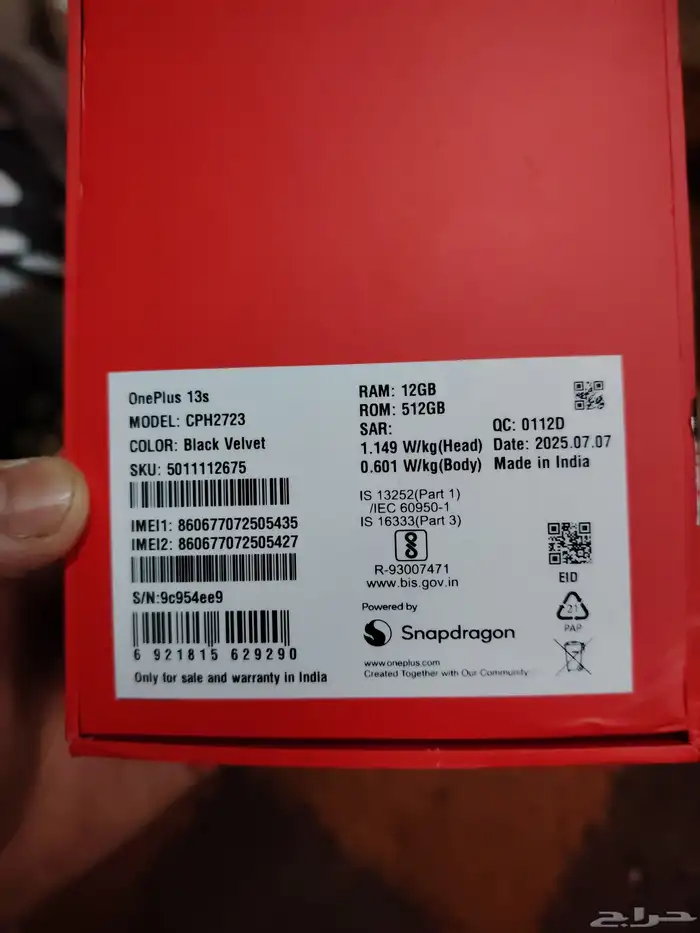 OnePlus 13s
MODEL: CPH2723
COLOR: Black Velvet
SKU: 5011112675
IMEI1: 860677072505435
IMEI2: 860677072505427
S/N:9c954ee9
6 921815 629290
Only for sale and warranty in India
RAM: 12GB
ROM: 512GB
SAR:
1.149 W/kg(Head)
0.601 W/kg(Body)
QC: 0112D
Date: 2025.07.07
Made in India
IS 13252(Part 1)
/IEC 60950-1
IS 16333(Part 3)
R-93007471
www.bis.gov.in
Powered by
Snapdragon
www.oneplus.com
Created Together with Our Community
EID
21
PAP
حراج